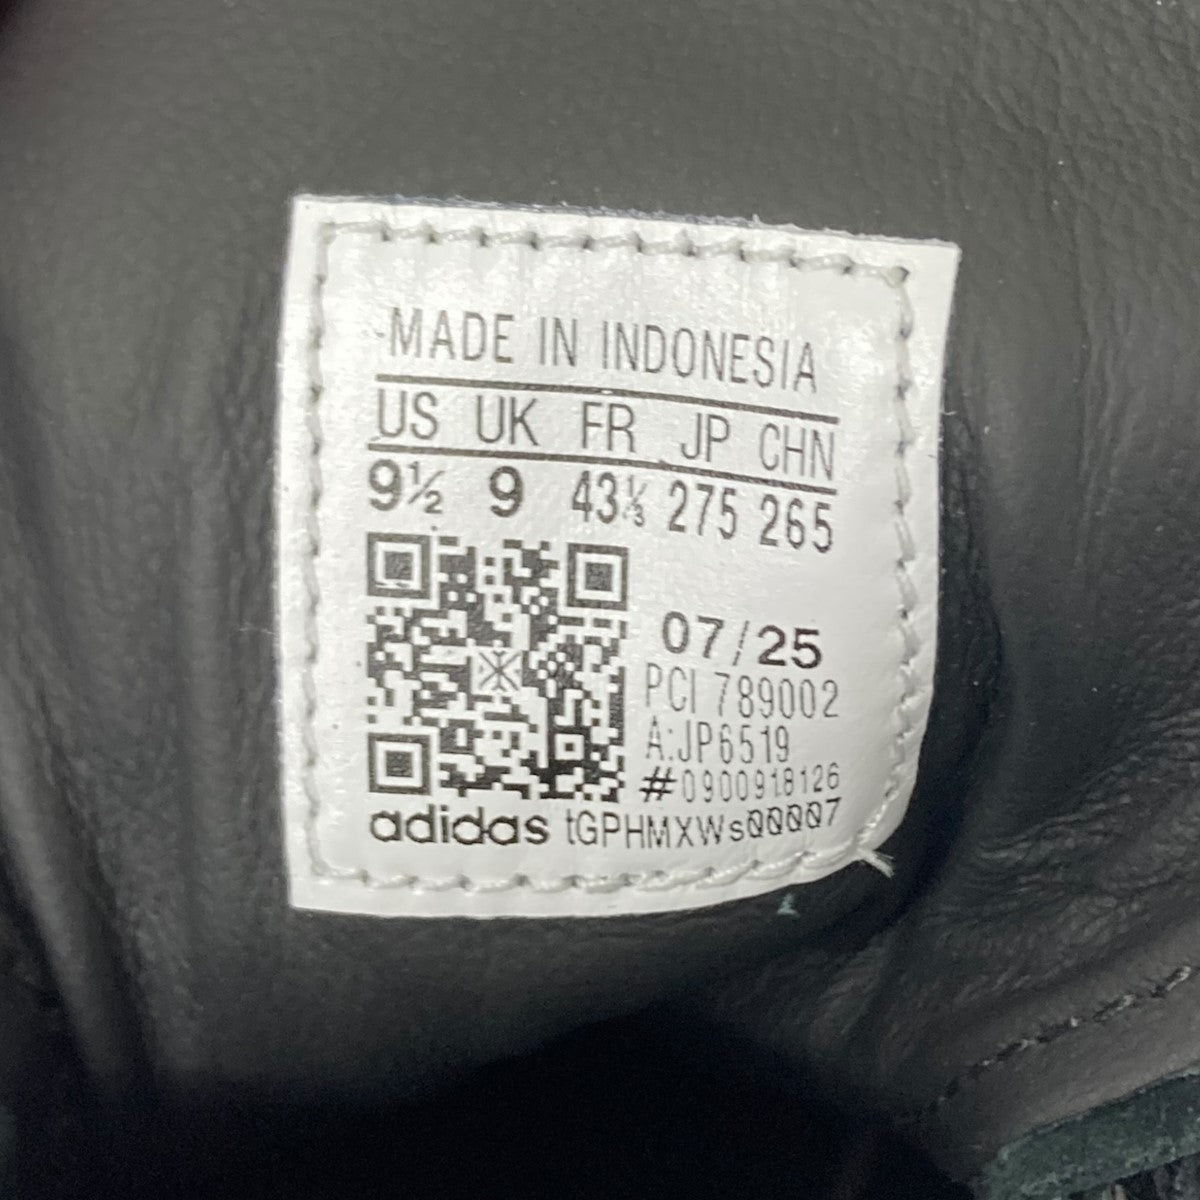 MADE IN INDONESIA
US UK FR JP CHN
9½ 9 43⅓ 275 265
07/25
PCI 789002
A:JP6519
#0900918126
adidas tGPHMXWs00007